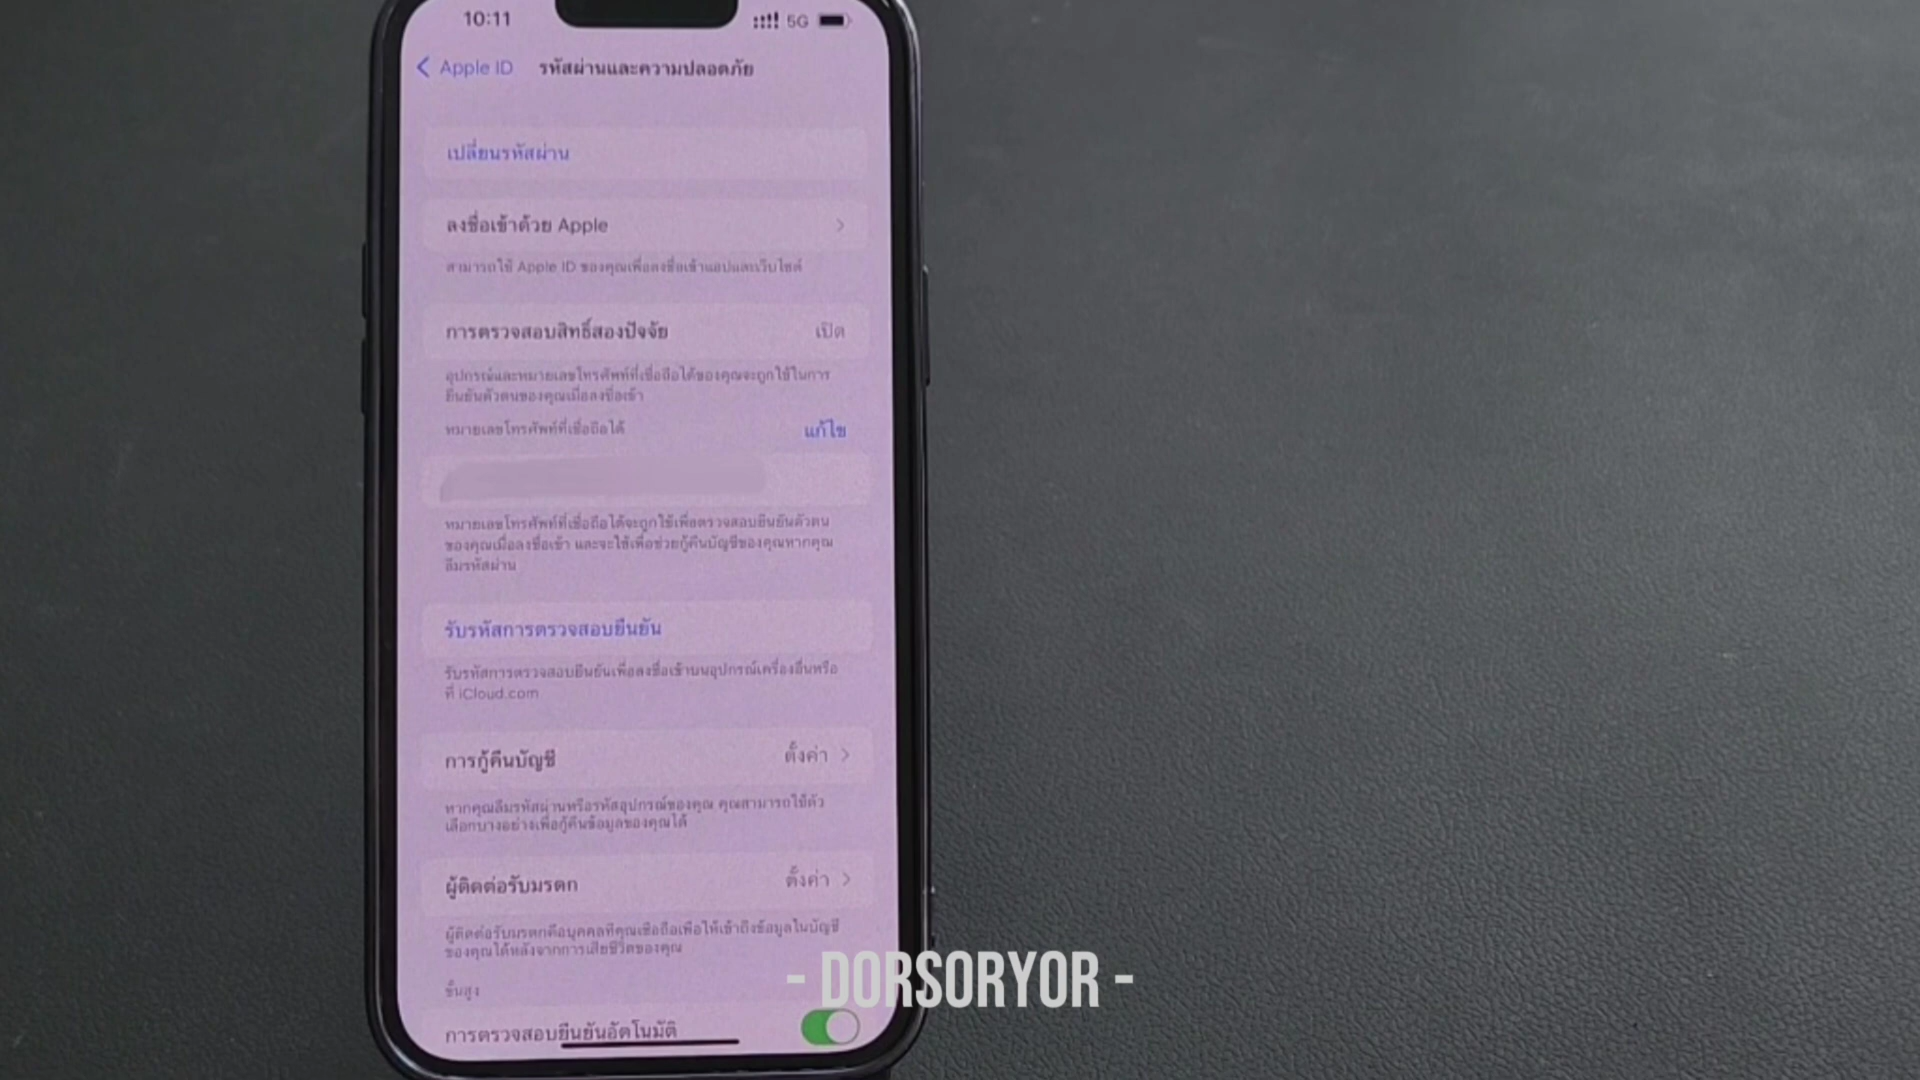 10:11
5G
Apple ID
รหัสผ่านและความปลอดภัย
เปลี่ยนรหัสผ่าน
ลงชื่อเข้าด้วย Apple
สามารถใช้ Apple ID ของคุณเพื่อลงชื่อเข้าแอปและเว็บไซต์
การตรวจสอบสิทธิ์สองปัจจัย
เปิด
อุปกรณ์และหมายเลขโทรศัพท์ที่เชื่อถือได้ของคุณจะถูกใช้ในการ
ยืนยันตัวตนของคุณเมื่อลงชื่อเข้า
หมายเลขโทรศัพท์ที่เชื่อถือได้
แก้ไข
หมายเลขโทรศัพท์ที่เชื่อถือได้จะถูกใช้เพื่อตรวจสอบยืนยันตัวตน
ของคุณเมื่อลงชื่อเข้า และจะใช้เพื่อช่วยกู้คืนบัญชีของคุณหากคุณ
ลืมรหัสผ่าน
รับรหัสการตรวจสอบยืนยัน
รับรหัสการตรวจสอบยืนยันเพื่อลงชื่อเข้าบนอุปกรณ์เครื่องอื่นหรือ
ที่ iCloud.com
การกู้คืนบัญชี
ตั้งค่า
หากคุณลืมรหัสผ่านหรือรหัสอุปกรณ์ของคุณ คุณสามารถใช้ตัว
เลือกบางอย่างเพื่อกู้คืนข้อมูลของคุณได้
ผู้ติดต่อรับมรดก
ตั้งค่า
ผู้ติดต่อรับมรดกคือบุคคลที่คุณเชื่อถือเพื่อให้เข้าถึงข้อมูลในบัญชี
ของคุณได้หลังจากการเสียชีวิตของคุณ
- DORSORYOR -
ขั้นสูง
การตรวจสอบยืนยันอัตโนมัติ